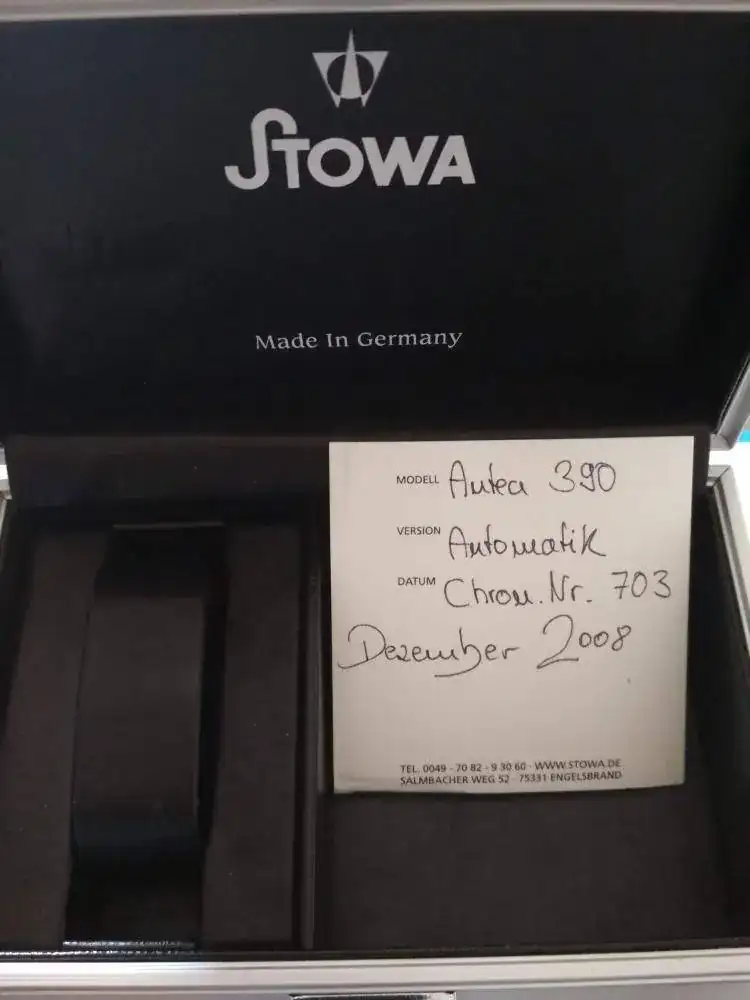 STOWA
Made In Germany
MODELL Antea 390
VERSION Automatik
DATUM Chron. Nr. 703
Dezember 2008
TEL. 0049 - 70 82 - 9 30 60 · WWW.STOWA.DE
SALMBACHER WEG 52 · 75331 ENGELSBRAND